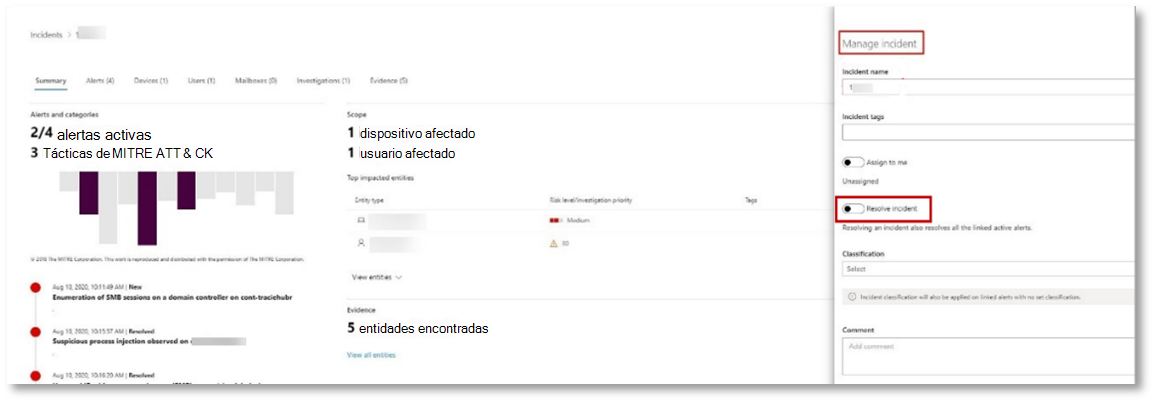 Incidents > 1
Summary Alerts (4) Devices (1) Users (1) Mailboxes (0) Investigations (1) Evidence (5)
Alerts and categories
2/4 alertas activas
3 Tácticas de MITRE ATT & CK
© 2018 The MITRE Corporation. This work is reproduced and distributed with the permission of The MITRE Corporation.
Aug 10, 2020, 10:11:49 AM | New
Enumeration of SMB sessions on a domain controller on cont-traciehubr
Aug 10, 2020, 10:15:57 AM | Resolved
Suspicious process injection observed on
Aug 10, 2020, 10:16:20 AM | Resolved
Scope
1 dispositivo afectado
1 usuario afectado
Top impacted entities
Entity type Risk level/investigation priority Tags
Medium
80
View entities
Evidence
5 entidades encontradas
View all entities
Manage incident
Incident name
1
Incident tags
Assign to me
Unassigned
Resolve incident
Resolving an incident also resolves all the linked active alerts.
Classification
Select
Incident classification will also be applied on linked alerts with no set classification.
Comment
Add comment